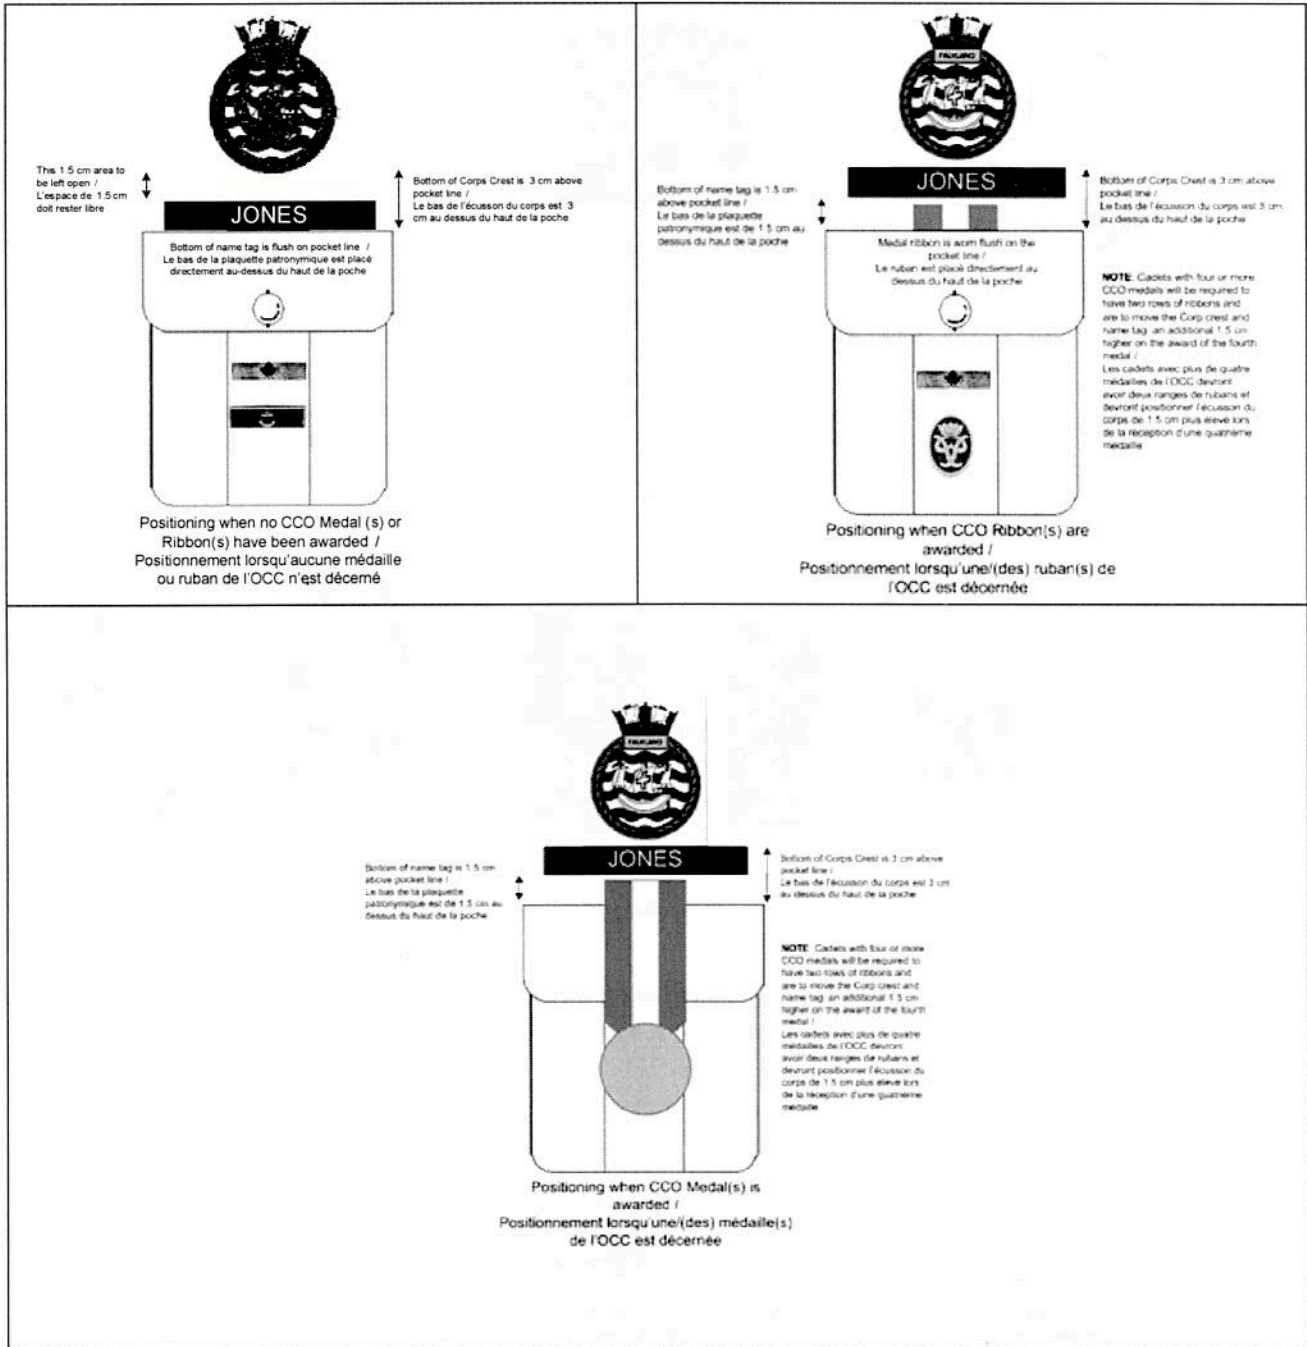 This 1.5 cm area to
be left open /
L'espace de 1.5 cm
doit rester libre
JONES
Bottom of Corps Crest is 3 cm above
pocket line /
Le bas de l'écusson du corps est 3
cm au dessus du haut de la poche
Bottom of name tag is flush on pocket line /
Le bas de la plaquette patronymique est placé
directement au-dessus du haut de la poche
Positioning when no CCO Medal (s) or
Ribbon(s) have been awarded /
Positionnement lorsqu'aucune médaille
ou ruban de l'OCC n'est décerné
FALKLAND
Bottom of name tag is 1.5 cm
above pocket line /
Le bas de la plaquette
patronymique est de 1.5 cm au
dessus du haut de la poche
JONES
Bottom of Corps Crest is 3 cm above
pocket line /
Le bas de l'écusson du corps est 3 cm
au dessus du haut de la poche
Medal ribbon is worn flush on the
pocket line /
Le ruban est placé directement au
dessus du haut de la poche
NOTE: Cadets with four or more
CCO medals will be required to
have two rows of ribbons and
are to move the Corp crest and
name tag an additional 1.5 cm
higher on the award of the fourth
medal /
Les cadets avec plus de quatre
médailles de l'OCC devront
avoir deux ranges de rubans et
devront positionner l'écusson du
corps de 1.5 cm plus élevé lors
de la réception d'une quatrième
médaille
Positioning when CCO Ribbon(s) are
awarded /
Positionnement lorsqu'une/(des) ruban(s) de
l'OCC est décernée
FALKLAND
Bottom of name tag is 1.5 cm
above pocket line /
Le bas de la plaquette
patronymique est de 1.5 cm au
dessus du haut de la poche
JONES
Bottom of Corps Crest is 3 cm above
pocket line /
Le bas de l'écusson du corps est 3 cm
au dessus du haut de la poche
NOTE: Cadets with four or more
CCO medals will be required to
have two rows of ribbons and
are to move the Corp crest and
name tag an additional 1.5 cm
higher on the award of the fourth
medal /
Les cadets avec plus de quatre
médailles de l'OCC devront
avoir deux ranges de rubans et
devront positionner l'écusson du
corps de 1.5 cm plus élevé lors
de la réception d'une quatrième
médaille
Positioning when CCO Medal(s) is
awarded /
Positionnement lorsqu'une/(des) médaille(s)
de l'OCC est décernée